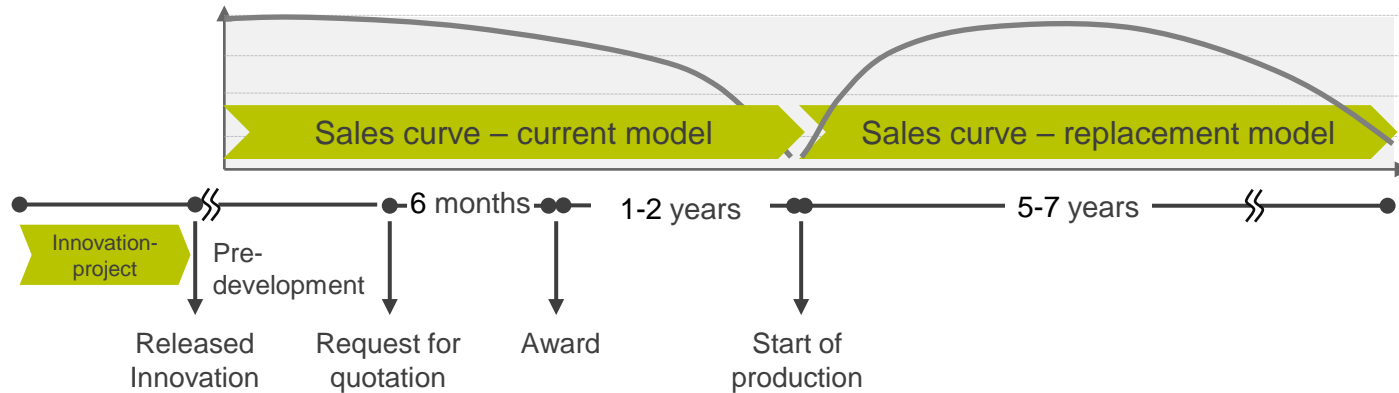 Sales curve – current model
Sales curve – replacement model
6 months
1-2 years
5-7 years
Innovation-
project
Pre-
development
Released
Innovation
Request for
quotation
Award
Start of
production